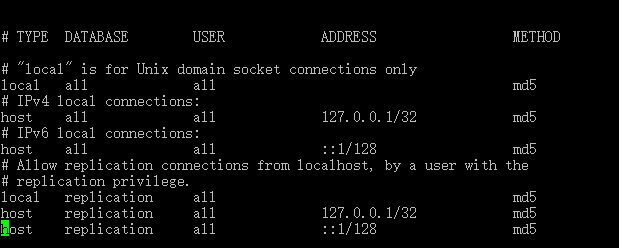 # TYPE  DATABASE        USER            ADDRESS                 METHOD
# "local" is for Unix domain socket connections only
local   all             all                                     md5
# IPv4 local connections:
host    all             all             127.0.0.1/32            md5
# IPv6 local connections:
host    all             all             ::1/128                 md5
# Allow replication connections from localhost, by a user with the
# replication privilege.
local   replication     all                                     md5
host    replication     all             127.0.0.1/32            md5
host    replication     all             ::1/128                 md5